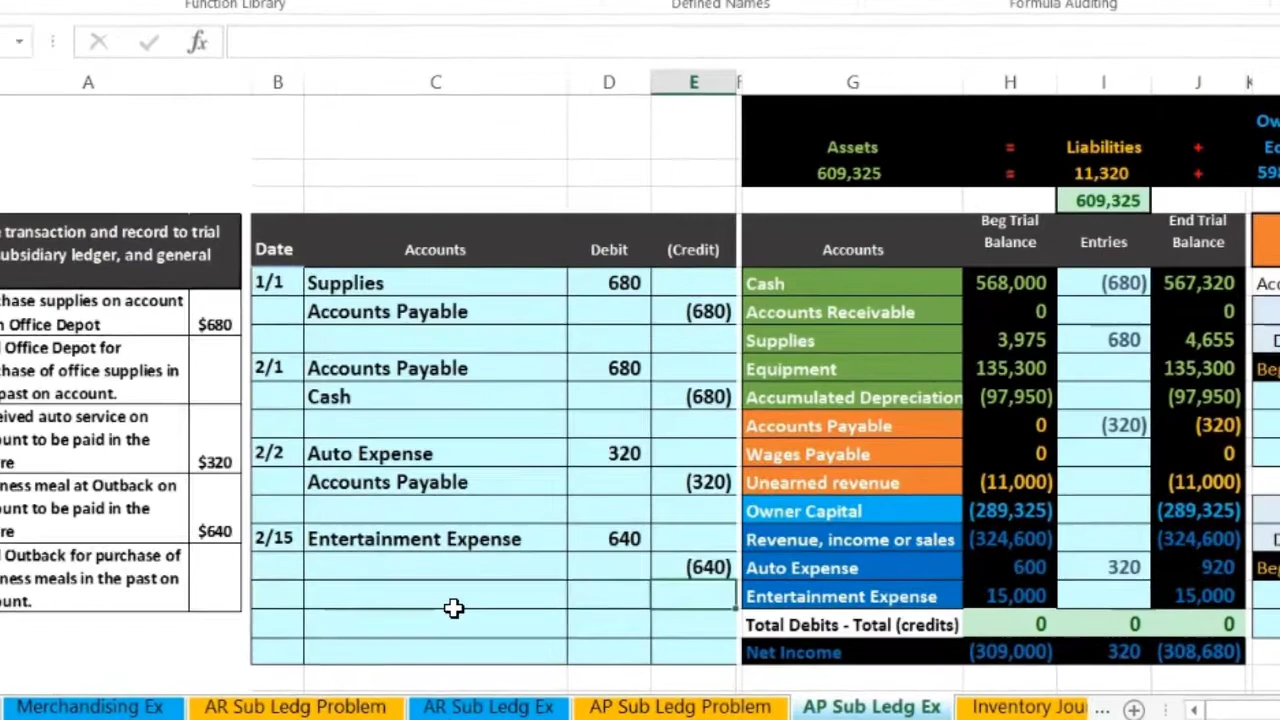 Function Library Defined Names Formula Auditing
fx
A B C D E F G H I J K
Ow
Assets = Liabilities + Ec
609,325 = 11,320 + 598
609,325
transaction and record to trial
ubsidiary ledger, and general
Date Accounts Debit (Credit)
Accounts Beg Trial Balance Entries End Trial Balance
chase supplies on account
Office Depot $680
Office Depot for
chase of office supplies in
past on account.
eived auto service on
ount to be paid in the
re $320
ness meal at Outback on
ount to be paid in the
re $640
Outback for purchase of
ness meals in the past on
unt.
1/1 Supplies 680
Accounts Payable (680)
2/1 Accounts Payable 680
Cash (680)
2/2 Auto Expense 320
Accounts Payable (320)
2/15 Entertainment Expense 640
(640)
Cash 568,000 (680) 567,320
Accounts Receivable 0 0
Supplies 3,975 680 4,655
Equipment 135,300 135,300
Accumulated Depreciation (97,950) (97,950)
Accounts Payable 0 (320) (320)
Wages Payable 0 0
Unearned revenue (11,000) (11,000)
Owner Capital (289,325) (289,325)
Revenue, income or sales (324,600) (324,600)
Auto Expense 600 320 920
Entertainment Expense 15,000 15,000
Total Debits - Total (credits) 0 0 0
Net Income (309,000) 320 (308,680)
Acc
D
Beg
D
Beg
Merchandising Ex AR Sub Ledg Problem AR Sub Ledg Ex AP Sub Ledg Problem AP Sub Ledg Ex Inventory Jou ...